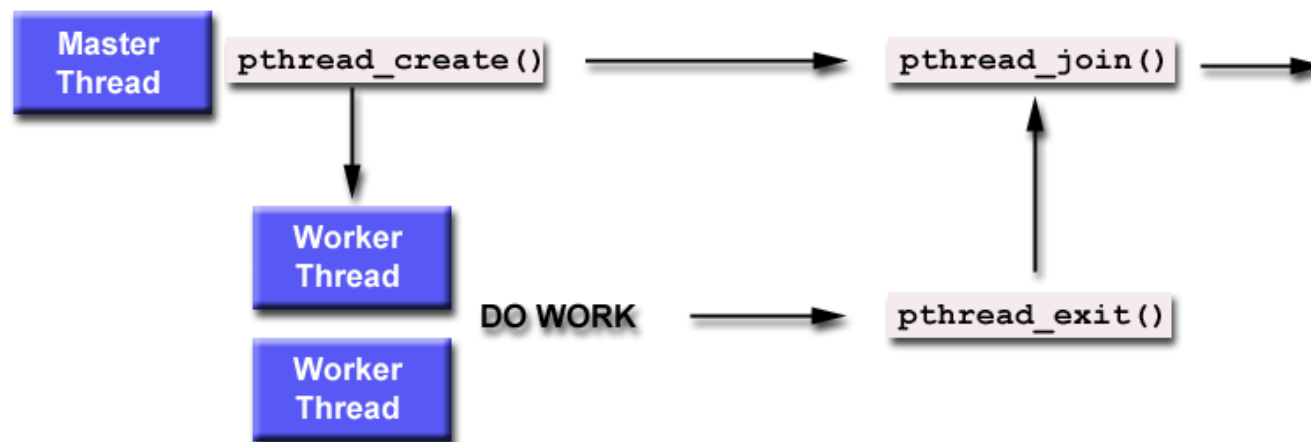 Master
Thread
pthread_create()
pthread_join()
Worker
Thread
DO WORK
pthread_exit()
Worker
Thread